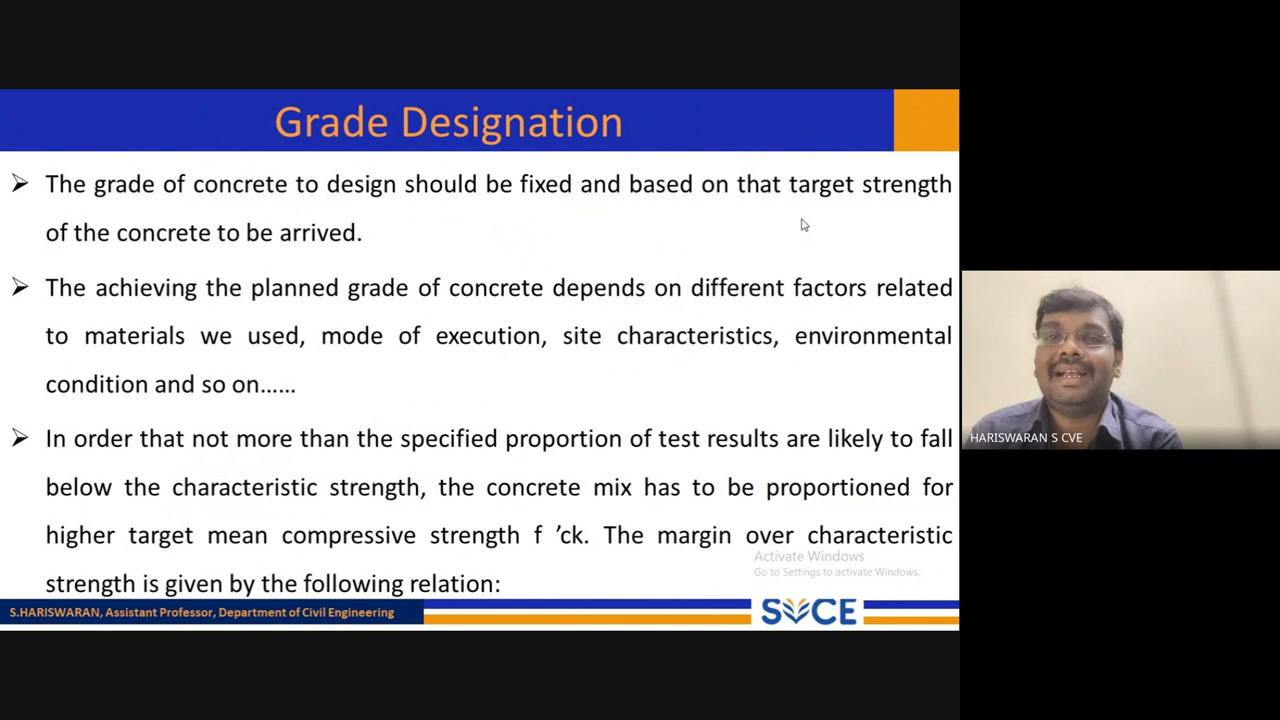 Grade Designation
➢ The grade of concrete to design should be fixed and based on that target strength
of the concrete to be arrived.
➢ The achieving the planned grade of concrete depends on different factors related
to materials we used, mode of execution, site characteristics, environmental
condition and so on......
➢ In order that not more than the specified proportion of test results are likely to fall
below the characteristic strength, the concrete mix has to be proportioned for
higher target mean compressive strength f ’ck. The margin over characteristic
strength is given by the following relation:
Activate Windows
Go to Settings to activate Windows.
S.HARISWARAN, Assistant Professor, Department of Civil Engineering
SVCE
HARISWARAN S CVE